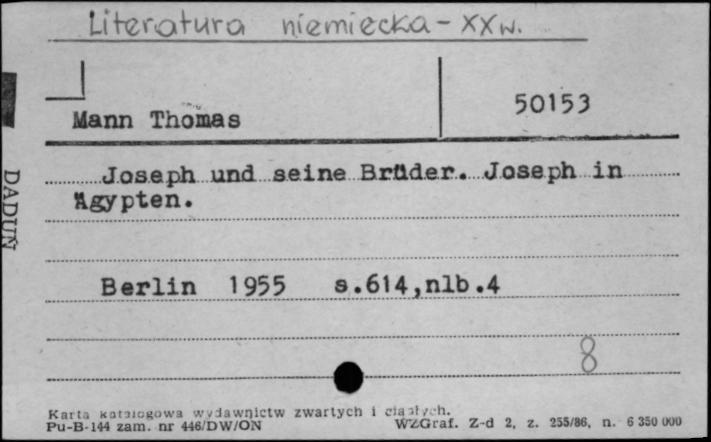 Literatura niemiecka - XX w.
50153
Mann Thomas
Joseph und seine Brüder. Joseph in
Ägypten.
DADUŃ
Berlin 1955 s.614,nlb.4
8
Karta katalogowa wydawnictw zwartych i ciągłych.
Pu-B-144 zam. nr 446/DW/ON WZGraf. Z-d 2, z. 255/86, n. 6 350 000